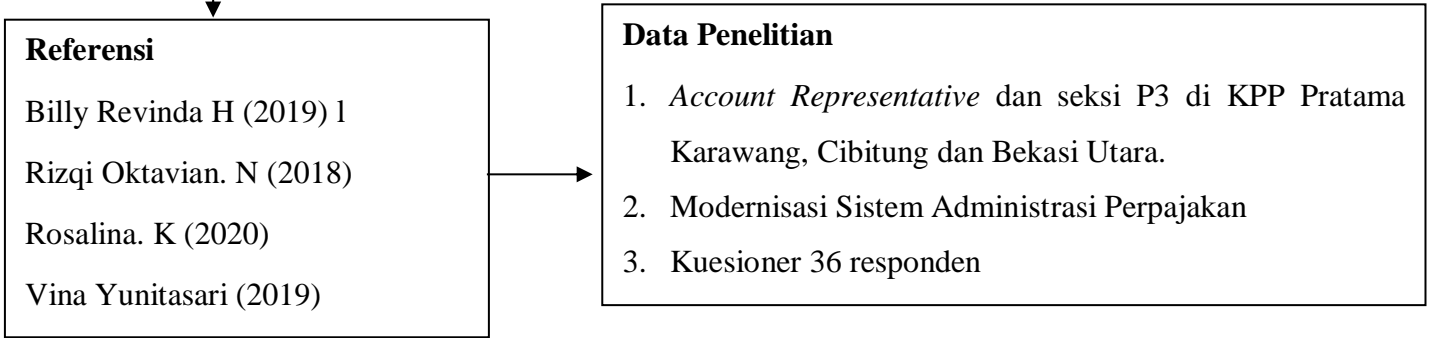 Referensi
Billy Revinda H (2019) l
Rizqi Oktavian. N (2018)
Rosalina. K (2020)
Vina Yunitasari (2019)
Data Penelitian
1. Account Representative dan seksi P3 di KPP Pratama
Karawang, Cibitung dan Bekasi Utara.
2. Modernisasi Sistem Administrasi Perpajakan
3. Kuesioner 36 responden